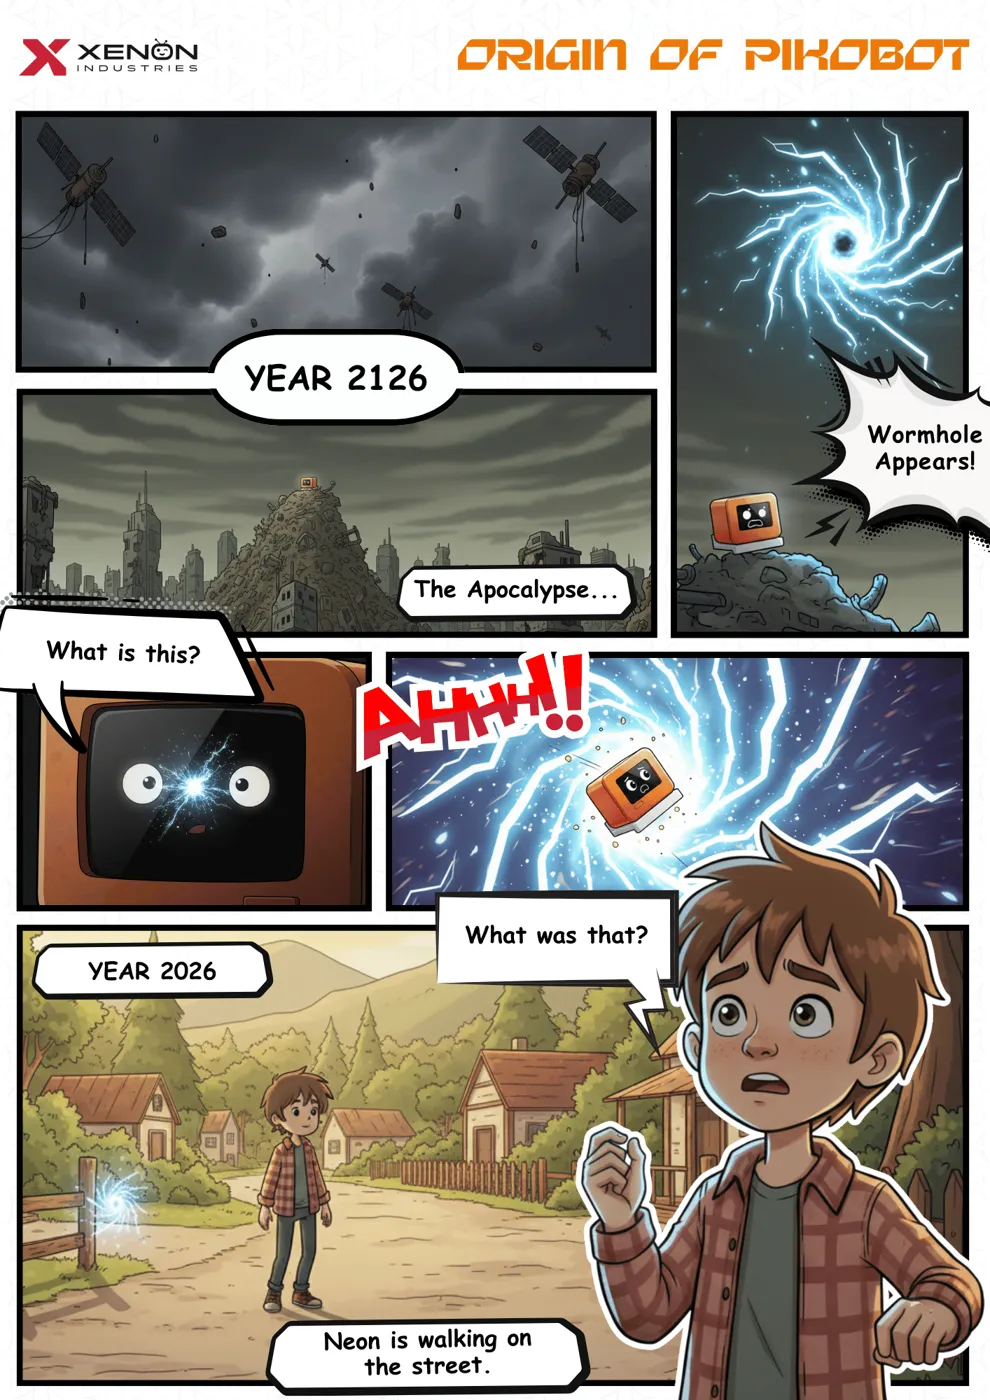 XENON
INDUSTRIES
ORIGIN OF PIKOBOT
YEAR 2126
Wormhole
Appears!
The Apocalypse...
What is this?
AHHH!!
What was that?
YEAR 2026
Neon is walking on
the street.